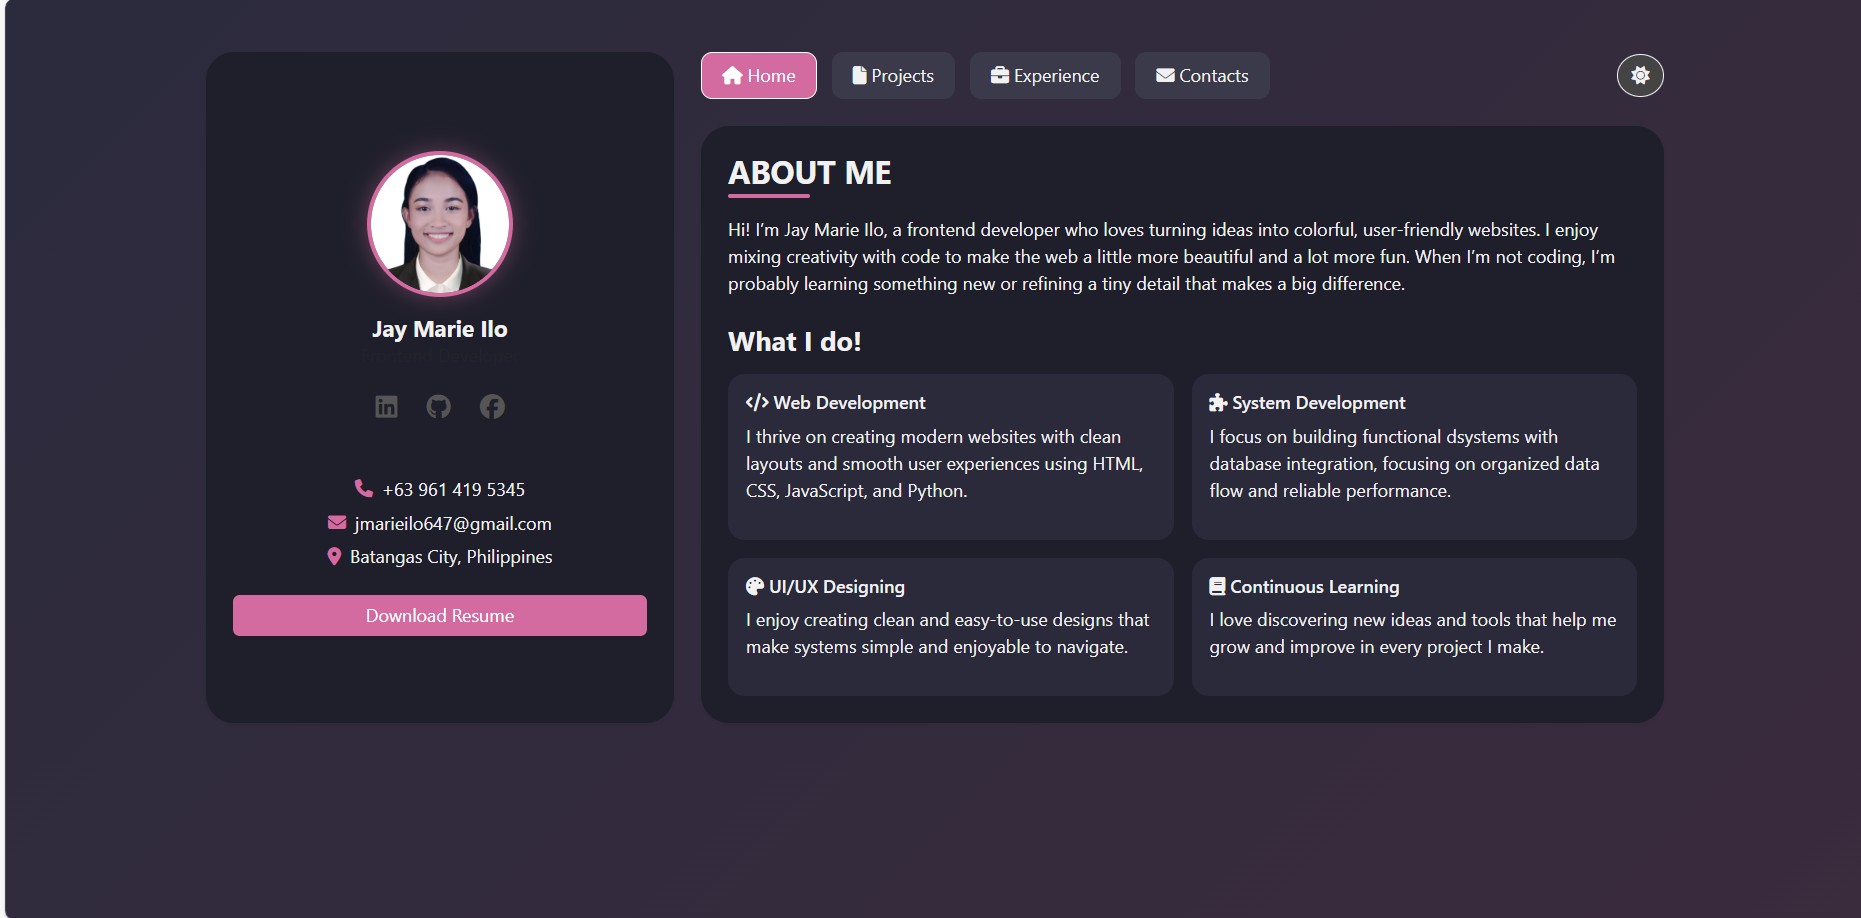 Home
Projects
Experience
Contacts
Jay Marie Ilo
Frontend Developer
in
+63 961 419 5345
jmarieilo647@gmail.com
Batangas City, Philippines
Download Resume
ABOUT ME
Hi! I’m Jay Marie Ilo, a frontend developer who loves turning ideas into colorful, user-friendly websites. I enjoy
mixing creativity with code to make the web a little more beautiful and a lot more fun. When I’m not coding, I’m
probably learning something new or refining a tiny detail that makes a big difference.
What I do!
Web Development
I thrive on creating modern websites with clean
layouts and smooth user experiences using HTML,
CSS, JavaScript, and Python.
System Development
I focus on building functional dsystems with
database integration, focusing on organized data
flow and reliable performance.
UI/UX Designing
I enjoy creating clean and easy-to-use designs that
make systems simple and enjoyable to navigate.
Continuous Learning
I love discovering new ideas and tools that help me
grow and improve in every project I make.